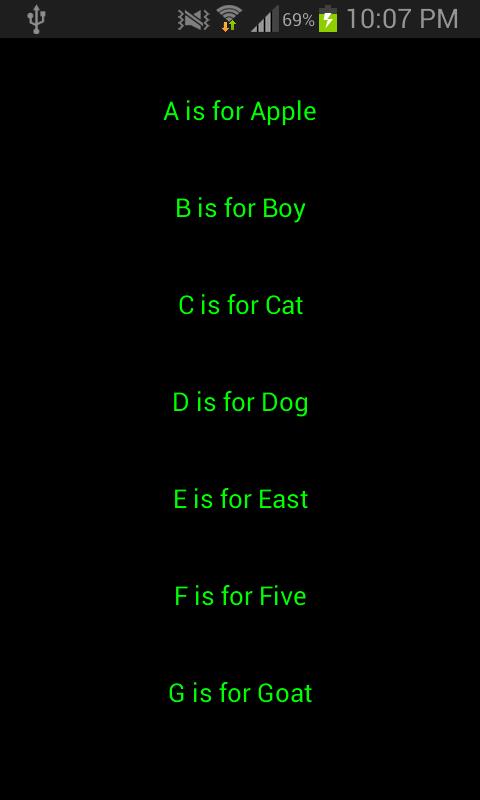 69% 10:07 PM
A is for Apple
B is for Boy
C is for Cat
D is for Dog
E is for East
F is for Five
G is for Goat